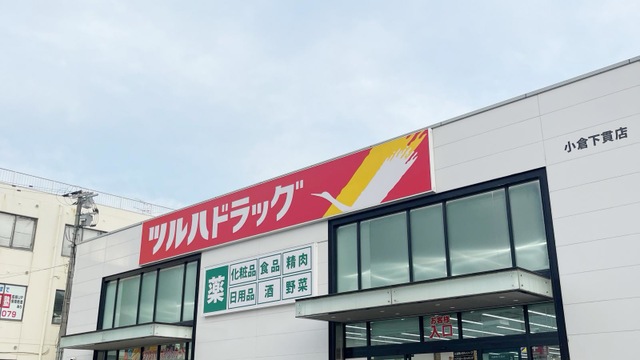 ツルハドラッグ
小倉下貫店
薬 化粧品 食品 精肉
日用品 酒 野菜
入口
079